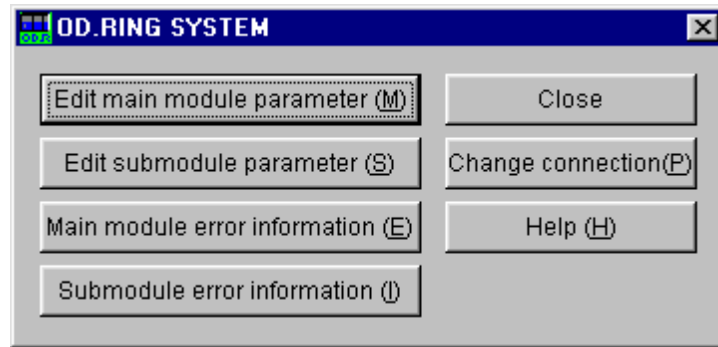 OD.R
OD.RING SYSTEM
Edit main module parameter (M)
Close
Edit submodule parameter (S)
Change connection(P)
Main module error information (E)
Help (H)
Submodule error information (I)